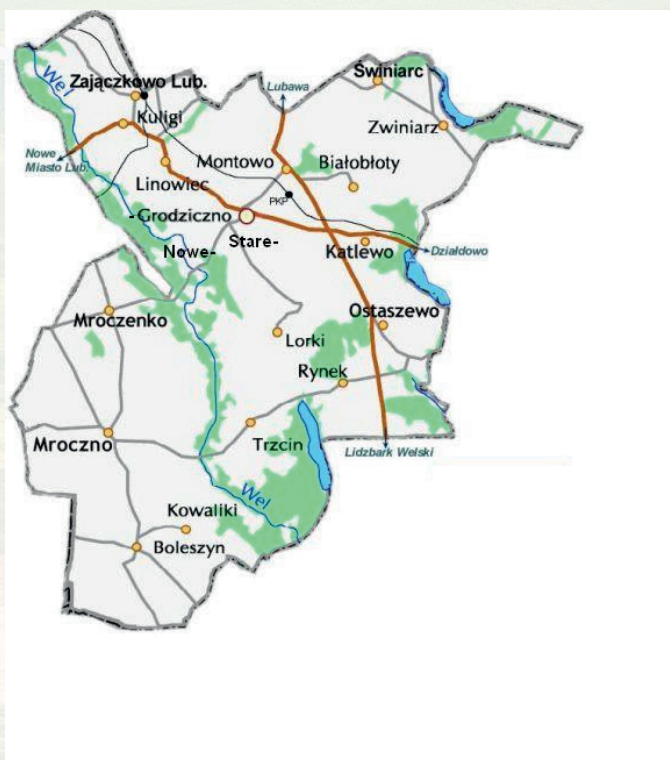 Wel
Zajączkowo Lub.
Kuligi
Lubawa
Świniarc
Zwiniarz
Nowe
Miasto Lub.
Linowiec
Montowo
Białobłoty
PKP
-Grodziczno
Stare-
Nowe-
Katlewo
Działdowo
Mroczenko
Lorki
Ostaszewo
Rynek
Mroczno
Trzcin
Lidzbark Welski
Wel
Kowaliki
Boleszyn